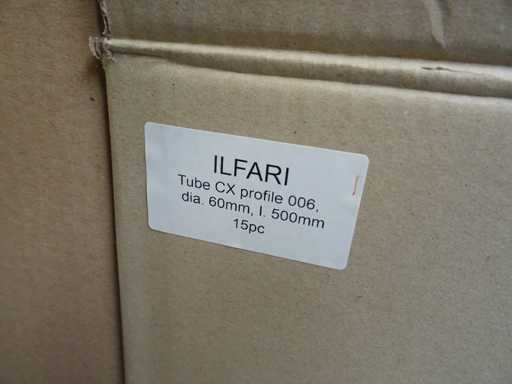 ILFARI
Tube CX profile 006,
dia. 60mm, l. 500mm
15pc